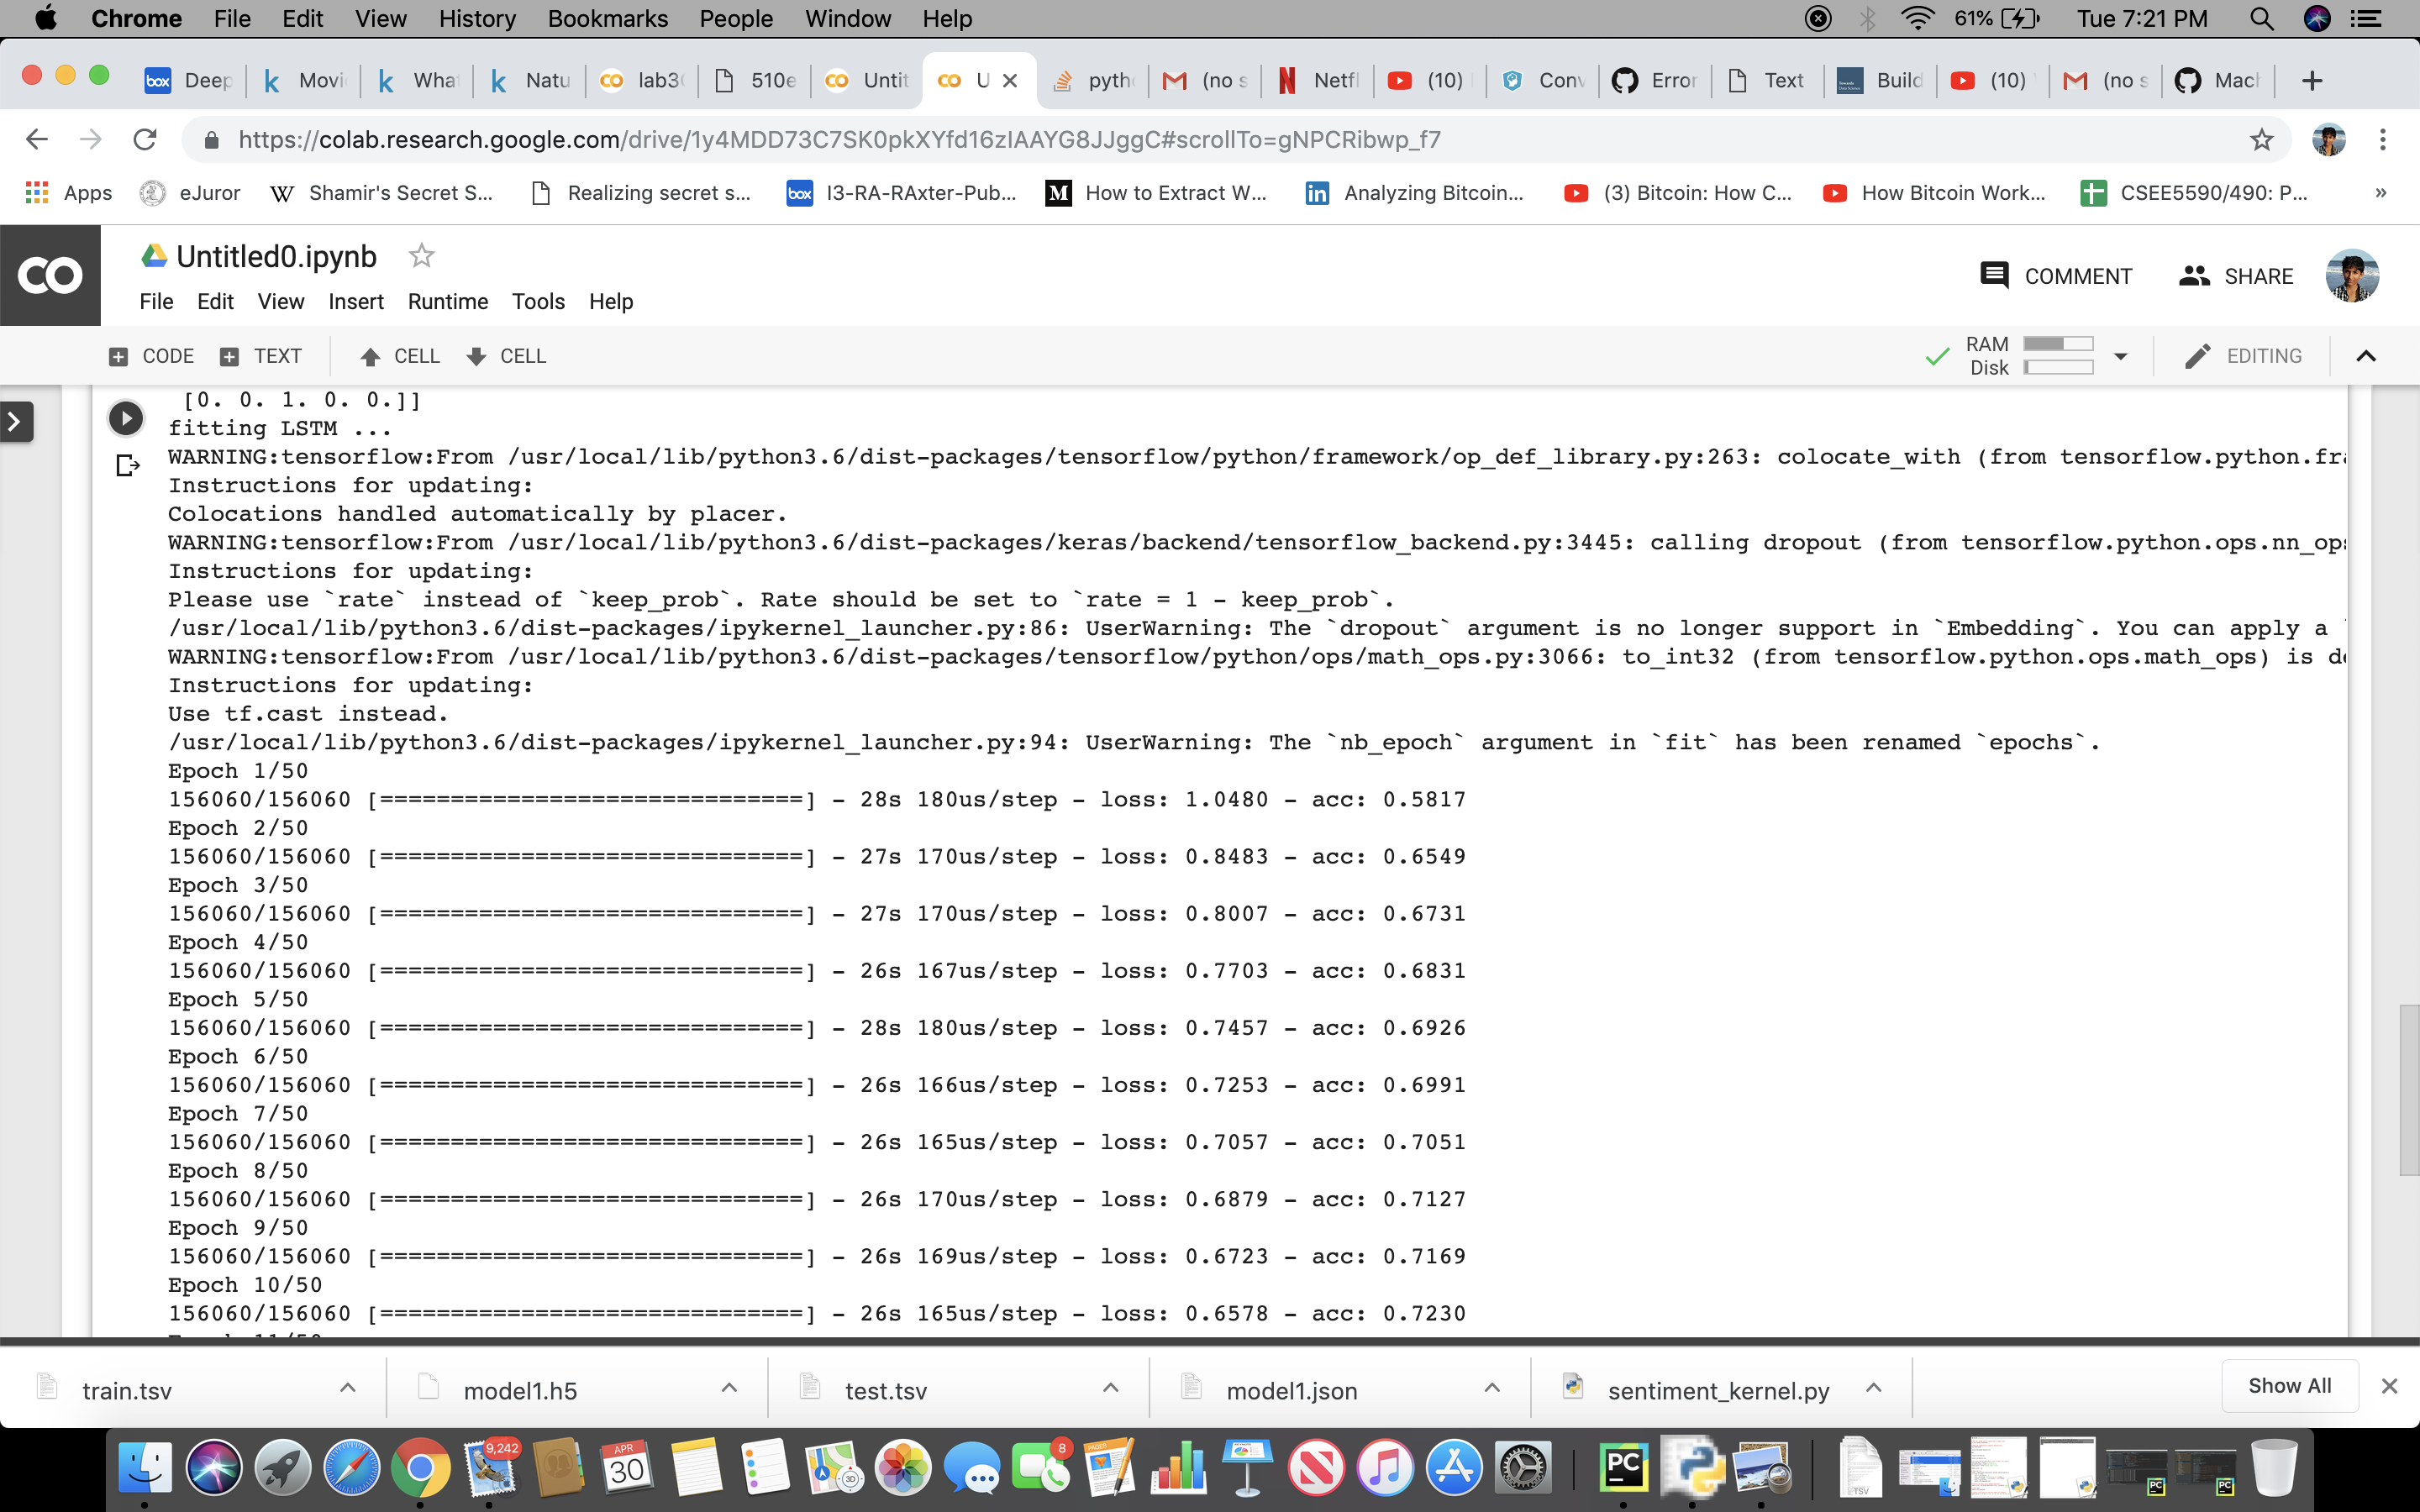 Chrome File Edit View History Bookmarks People Window Help 61% Tue 7:21 PM
box Deep k Movi k Wha k Natu lab3 510e Untit U pyth (no s Netfl (10) Conv Error Text Build (10) (no s Mach
https://colab.research.google.com/drive/1y4MDD73C7SK0pkXYfd16zIAAYG8JJggC#scrollTo=gNPCRibwp_f7
Apps eJuror W Shamir's Secret S... Realizing secret s... box I3-RA-RAxter-Pub... M How to Extract W... in Analyzing Bitcoin... (3) Bitcoin: How C... How Bitcoin Work... CSEE5590/490: P... »
CO Untitled0.ipynb
File Edit View Insert Runtime Tools Help
COMMENT SHARE
CODE TEXT CELL CELL RAM Disk EDITING
[0. 0. 1. 0. 0.]]
fitting LSTM ...
WARNING:tensorflow:From /usr/local/lib/python3.6/dist-packages/tensorflow/python/framework/op_def_library.py:263: colocate_with (from tensorflow.python.fra
Instructions for updating:
Colocations handled automatically by placer.
WARNING:tensorflow:From /usr/local/lib/python3.6/dist-packages/keras/backend/tensorflow_backend.py:3445: calling dropout (from tensorflow.python.ops.nn_ops
Instructions for updating:
Please use `rate` instead of `keep_prob`. Rate should be set to `rate = 1 - keep_prob`.
/usr/local/lib/python3.6/dist-packages/ipykernel_launcher.py:86: UserWarning: The `dropout` argument is no longer support in `Embedding`. You can apply a `
WARNING:tensorflow:From /usr/local/lib/python3.6/dist-packages/tensorflow/python/ops/math_ops.py:3066: to_int32 (from tensorflow.python.ops.math_ops) is de
Instructions for updating:
Use tf.cast instead.
/usr/local/lib/python3.6/dist-packages/ipykernel_launcher.py:94: UserWarning: The `nb_epoch` argument in `fit` has been renamed `epochs`.
Epoch 1/50
156060/156060 [==============================] - 28s 180us/step - loss: 1.0480 - acc: 0.5817
Epoch 2/50
156060/156060 [==============================] - 27s 170us/step - loss: 0.8483 - acc: 0.6549
Epoch 3/50
156060/156060 [==============================] - 27s 170us/step - loss: 0.8007 - acc: 0.6731
Epoch 4/50
156060/156060 [==============================] - 26s 167us/step - loss: 0.7703 - acc: 0.6831
Epoch 5/50
156060/156060 [==============================] - 28s 180us/step - loss: 0.7457 - acc: 0.6926
Epoch 6/50
156060/156060 [==============================] - 26s 166us/step - loss: 0.7253 - acc: 0.6991
Epoch 7/50
156060/156060 [==============================] - 26s 165us/step - loss: 0.7057 - acc: 0.7051
Epoch 8/50
156060/156060 [==============================] - 26s 170us/step - loss: 0.6879 - acc: 0.7127
Epoch 9/50
156060/156060 [==============================] - 26s 169us/step - loss: 0.6723 - acc: 0.7169
Epoch 10/50
156060/156060 [==============================] - 26s 165us/step - loss: 0.6578 - acc: 0.7230
Epoch 11/50
train.tsv model1.h5 test.tsv model1.json sentiment_kernel.py Show All
9,242 APR 30 3D 8 PAGES PC TSV PC PC